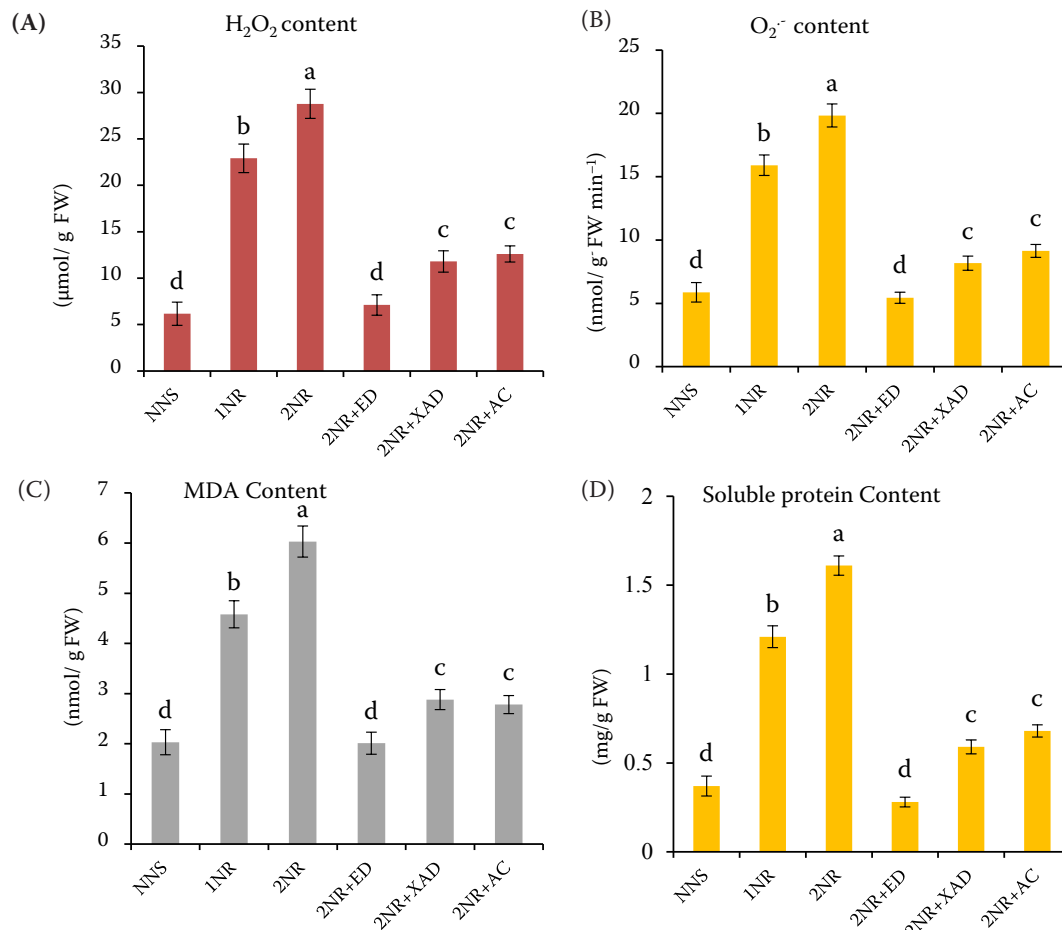 (A)
H₂O₂ content
35
30
25
20
15
10
5
0
(μmol/ g FW)
d
b
a
d
c
c
NNS
1NR
2NR
2NR+ED
2NR+XAD
2NR+AC
(B)
O₂·⁻ content
25
20
15
10
5
0
(nmol/ g FW min⁻¹)
d
b
a
d
c
c
NNS
1NR
2NR
2NR+ED
2NR+XAD
2NR+AC
(C)
MDA Content
7
6
5
4
3
2
1
0
(nmol/ g FW)
d
b
a
d
c
c
NNS
1NR
2NR
2NR+ED
2NR+XAD
2NR+AC
(D)
Soluble protein Content
2
1.5
1
0.5
0
(mg/g FW)
d
b
a
d
c
c
NNS
1NR
2NR
2NR+ED
2NR+XAD
2NR+AC